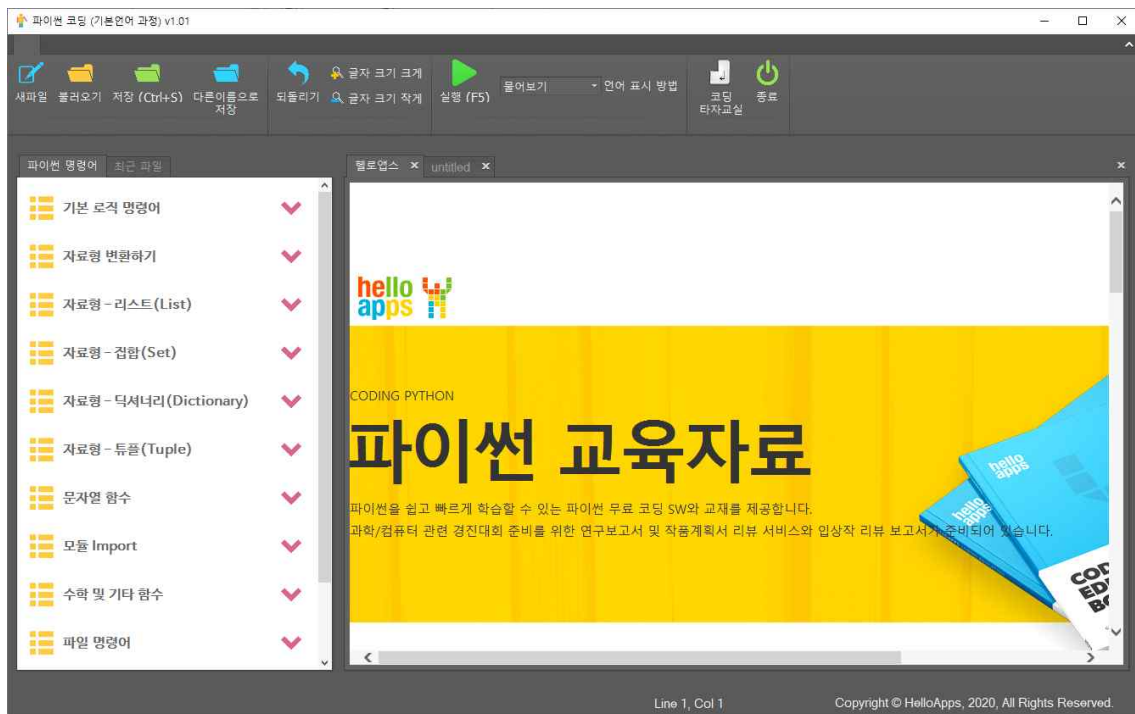 파이썬 코딩 (기본언어 과정) v1.01
새파일
불러오기
저장 (Ctrl+S)
다른이름으로
저장
되돌리기
글자 크기 크게
글자 크기 작게
실행 (F5)
물어보기
언어 표시 방법
코딩
타자교실
종료
파이썬 명령어
최근 파일
헬로앱스
untitled
기본 로직 명령어
자료형 변환하기
자료형 - 리스트(List)
자료형 - 집합(Set)
자료형 - 딕셔너리(Dictionary)
자료형 - 튜플(Tuple)
문자열 함수
모듈 Import
수학 및 기타 함수
파일 명령어
hello
apps
CODING PYTHON
파이썬 교육자료
파이썬을 쉽고 빠르게 학습할 수 있는 파이썬 무료 코딩 SW와 교재를 제공합니다.
과학/컴퓨터 관련 경진대회 준비를 위한 연구보고서 및 작품계획서 리뷰 서비스와 입상작 리뷰 보고서가 준비되어 있습니다.
hello
apps
hello
apps
Line 1, Col 1
Copyright © HelloApps, 2020, All Rights Reserved.